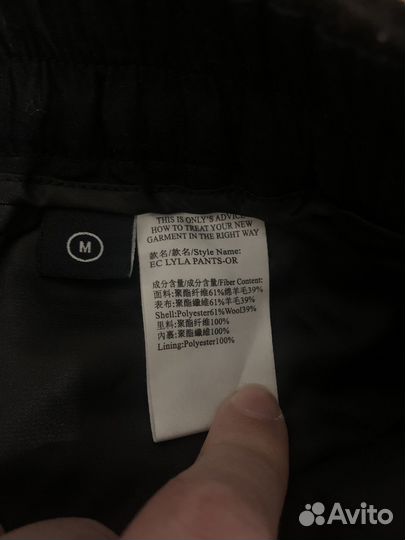 M
THIS IS ONLY'S ADVICE
HOW TO TREAT YOUR NEW
GARMENT IN THE RIGHT WAY
款名/款名/Style Name:
EC LYLA PANTS-OR
成分含量/成分含量/Fiber Content:
面料:聚酯纤维61%绵羊毛39%
表布:聚酯纖維61%羊毛39%
Shell:Polyester61%Wool39%
里料:聚酯纤维100%
內裏:聚酯纖維100%
Lining:Polyester100%
Avito